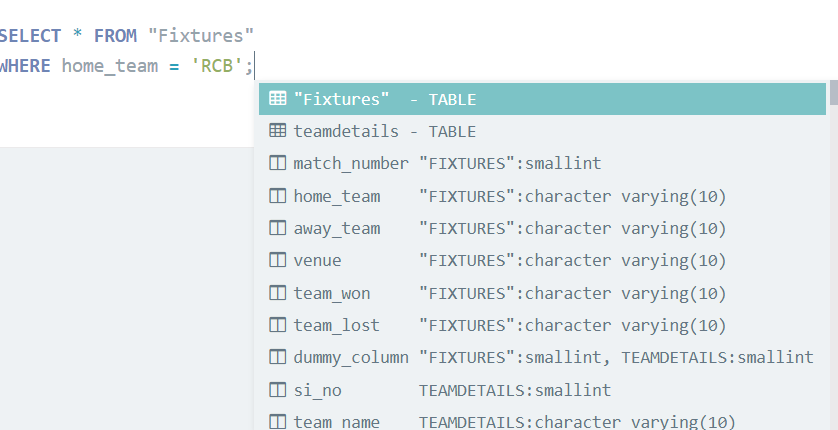 SELECT * FROM "Fixtures"
WHERE home_team = 'RCB';
"Fixtures" - TABLE
teamdetails - TABLE
match_number "FIXTURES":smallint
home_team "FIXTURES":character varying(10)
away_team "FIXTURES":character varying(10)
venue "FIXTURES":character varying(10)
team_won "FIXTURES":character varying(10)
team_lost "FIXTURES":character varying(10)
dummy_column "FIXTURES":smallint, TEAMDETAILS:smallint
si_no TEAMDETAILS:smallint
team_name TEAMDETAILS:character varying(10)